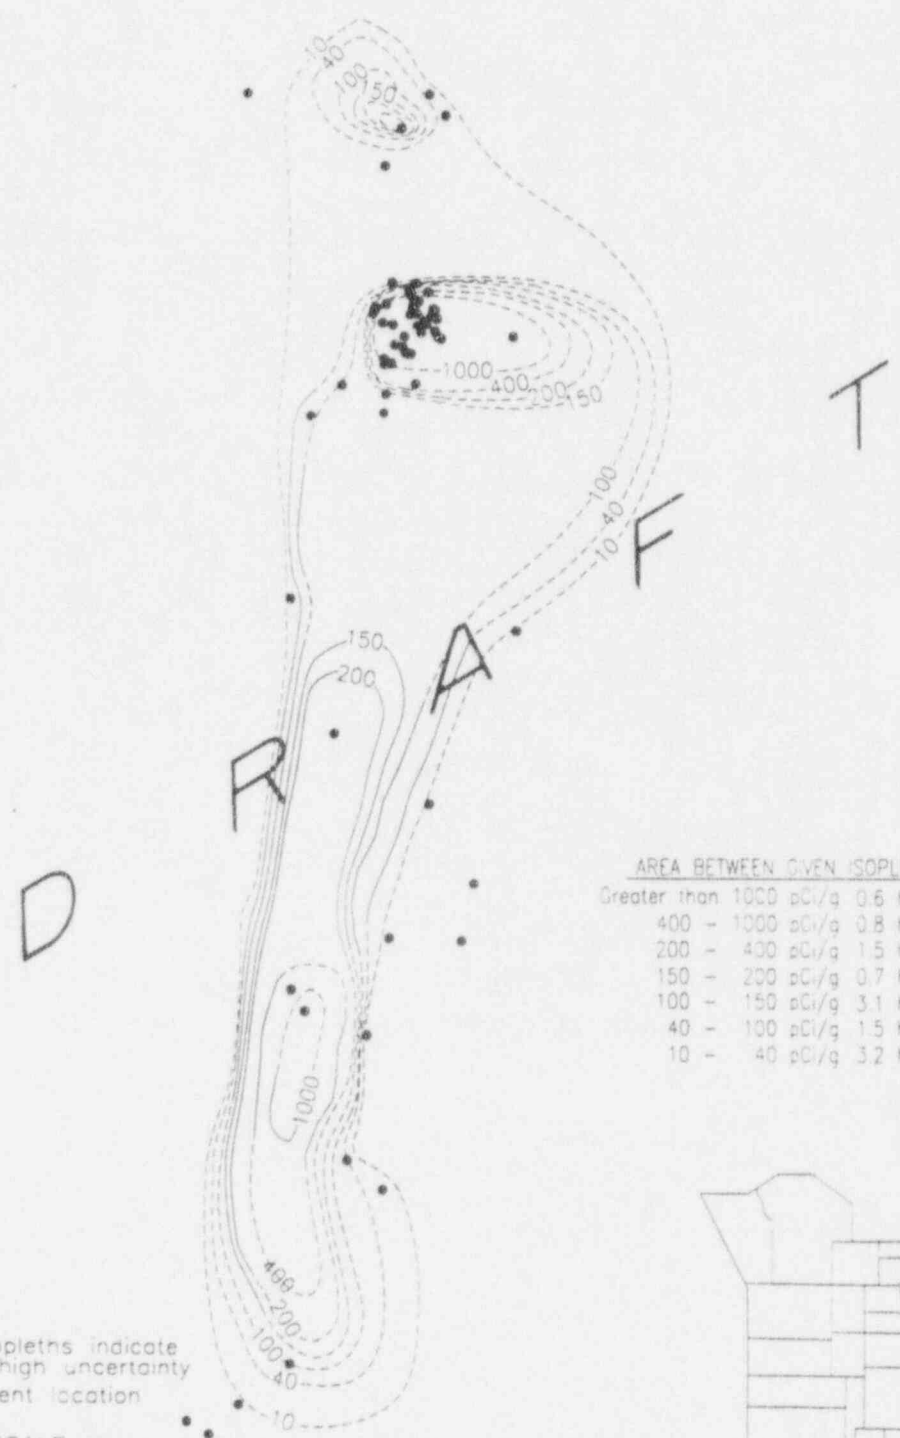 10
40
100
150
1000
400 200 150
100
40
10
T
F
A
R
D
150
200
AREA BETWEEN GIVEN ISOPL
Greater than 1000 pCi/g 0.6
400 - 1000 pCi/g 0.8
200 - 400 pCi/g 1.5
150 - 200 pCi/g 0.7
100 - 150 pCi/g 3.1
40 - 100 pCi/g 1.5
10 - 40 pCi/g 3.2
1000
400
200
100
40
10
pleths indicate
high uncertainty
ent location